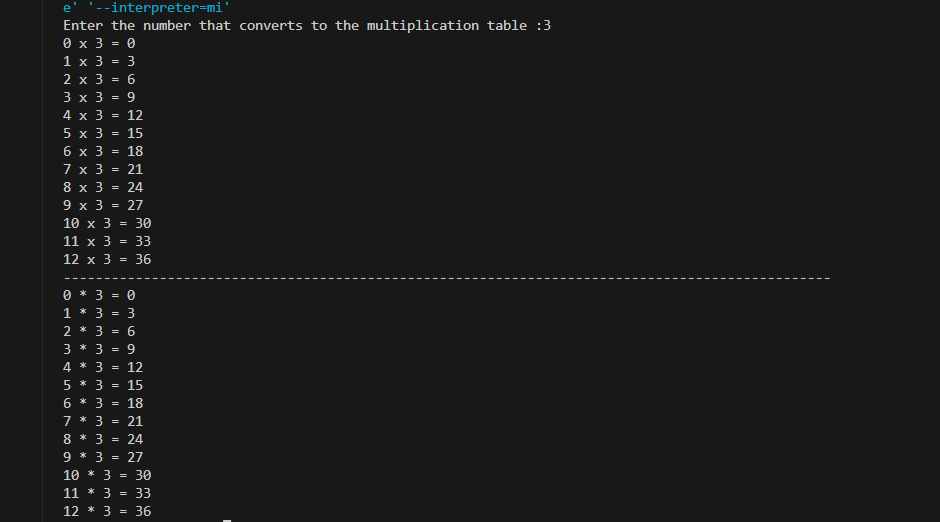 e' '--interpreter=mi'
Enter the number that converts to the multiplication table :3
0 x 3 = 0
1 x 3 = 3
2 x 3 = 6
3 x 3 = 9
4 x 3 = 12
5 x 3 = 15
6 x 3 = 18
7 x 3 = 21
8 x 3 = 24
9 x 3 = 27
10 x 3 = 30
11 x 3 = 33
12 x 3 = 36
------------------------------------------------------------------------------------------------
0 * 3 = 0
1 * 3 = 3
2 * 3 = 6
3 * 3 = 9
4 * 3 = 12
5 * 3 = 15
6 * 3 = 18
7 * 3 = 21
8 * 3 = 24
9 * 3 = 27
10 * 3 = 30
11 * 3 = 33
12 * 3 = 36